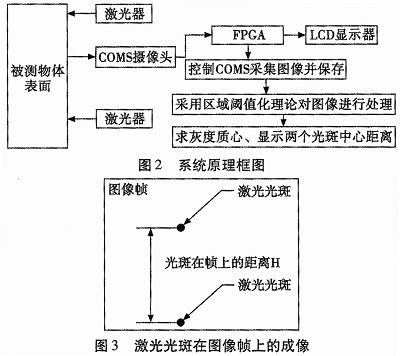 激光器
FPGA
LCD显示器
被测物体
表面
COMS摄像头
控制COMS采集图像并保存
采用区域阈值化理论对图像进行处理
激光器
求灰度质心、显示两个光斑中心距离
图2 系统原理框图
图像帧
激光光斑
光斑在帧上的距离H
激光光斑
图3 激光光斑在图像帧上的成像